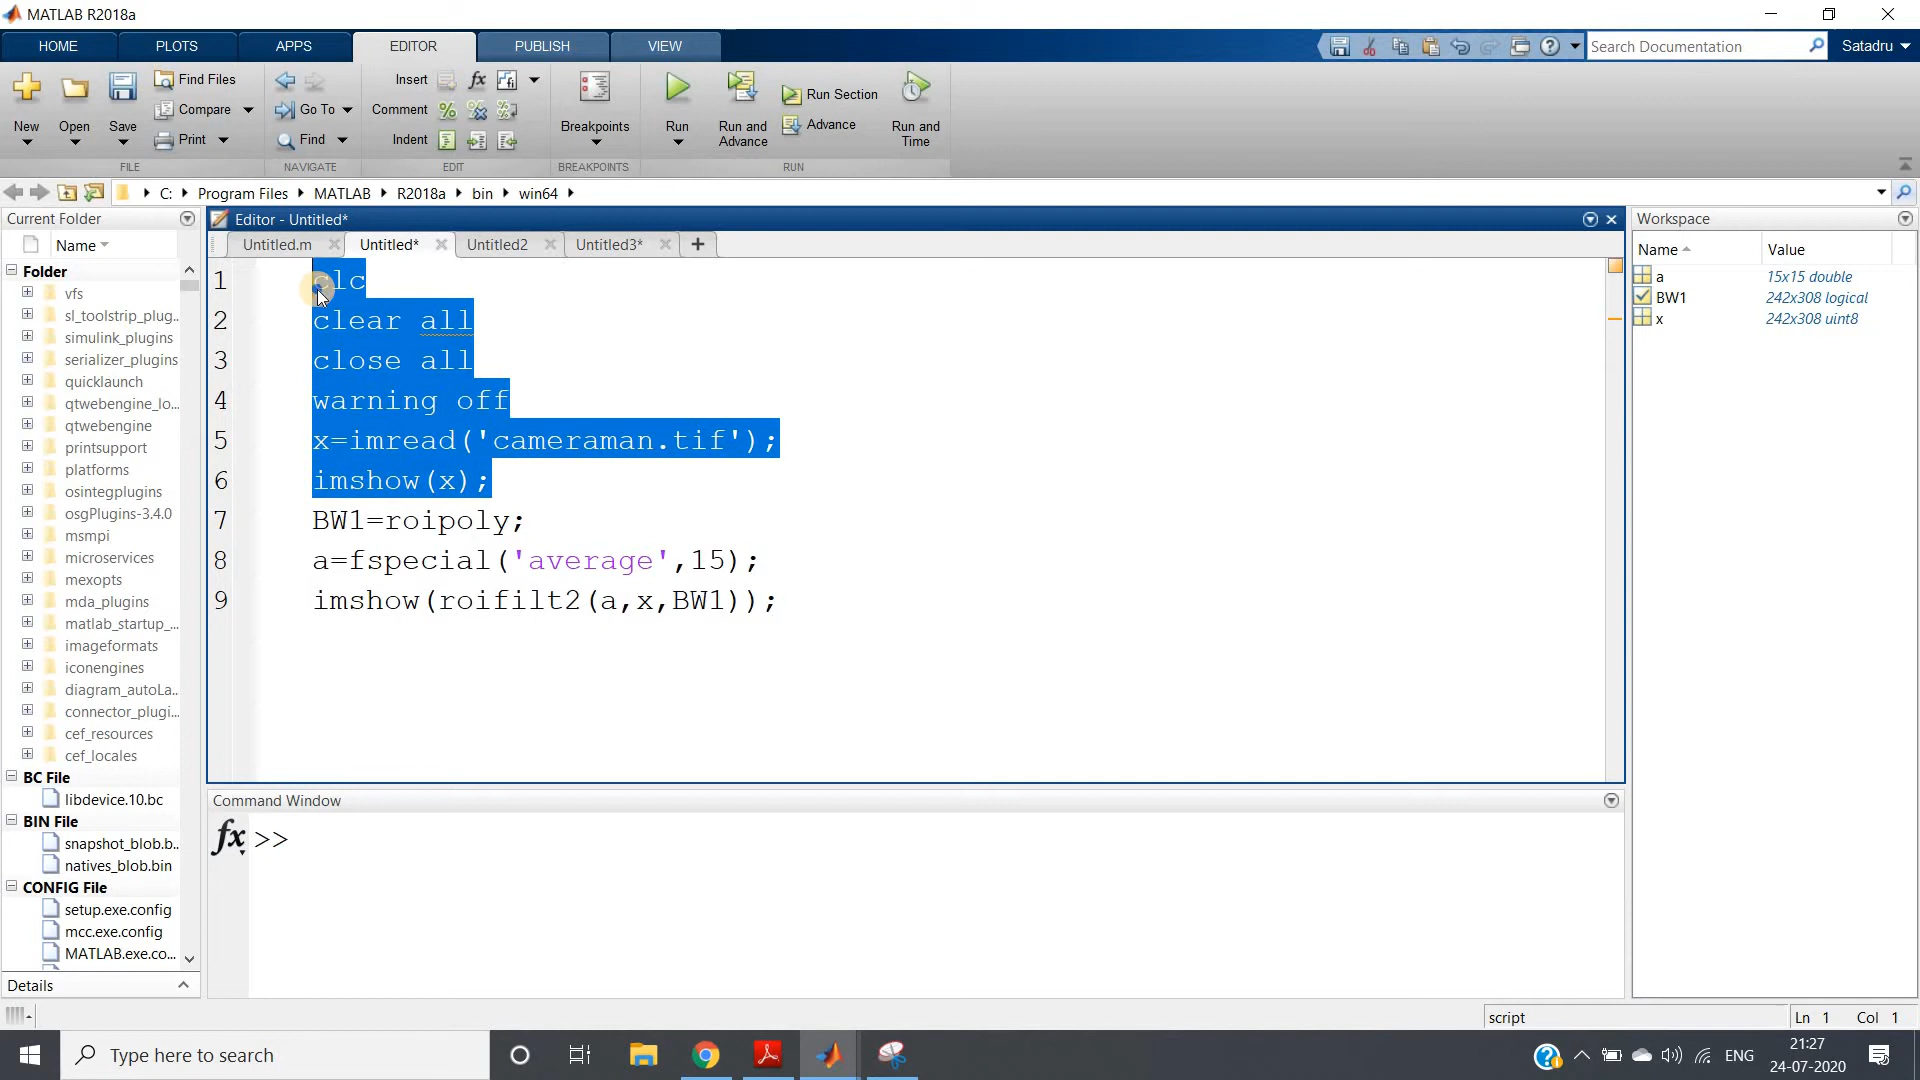 MATLAB R2018a
HOME PLOTS APPS EDITOR PUBLISH VIEW
Search Documentation
Satadru
New Open Save
Find Files
Compare
Print
Go To
Find
Insert
Comment
Indent
Breakpoints
Run
Run and Advance
Run Section
Advance
Run and Time
FILE NAVIGATE EDIT BREAKPOINTS RUN
C: Program Files MATLAB R2018a bin win64
Current Folder
Name
Folder
vfs
sl_toolstrip_plug..
simulink_plugins
serializer_plugins
quicklaunch
qtwebengine_lo...
qtwebengine
printsupport
platforms
osintegplugins
osgPlugins-3.4.0
msmpi
microservices
mexopts
mda_plugins
matlab_startup_...
imageformats
iconengines
diagram_autoLa..
connector_plugi...
cef_resources
cef_locales
BC File
libdevice.10.bc
BIN File
snapshot_blob.b..
natives_blob.bin
CONFIG File
setup.exe.config
mcc.exe.config
MATLAB.exe.co...
Details
Editor - Untitled*
Untitled.m Untitled* Untitled2 Untitled3* +
1 clc
2 clear all
3 close all
4 warning off
5 x=imread('cameraman.tif');
6 imshow(x);
7 BW1=roipoly;
8 a=fspecial('average',15);
9 imshow(roifilt2(a,x,BW1));
Command Window
fx >>
Workspace
Name Value
a 15x15 double
BW1 242x308 logical
x 242x308 uint8
script Ln 1 Col 1
Type here to search
ENG
21:27
24-07-2020